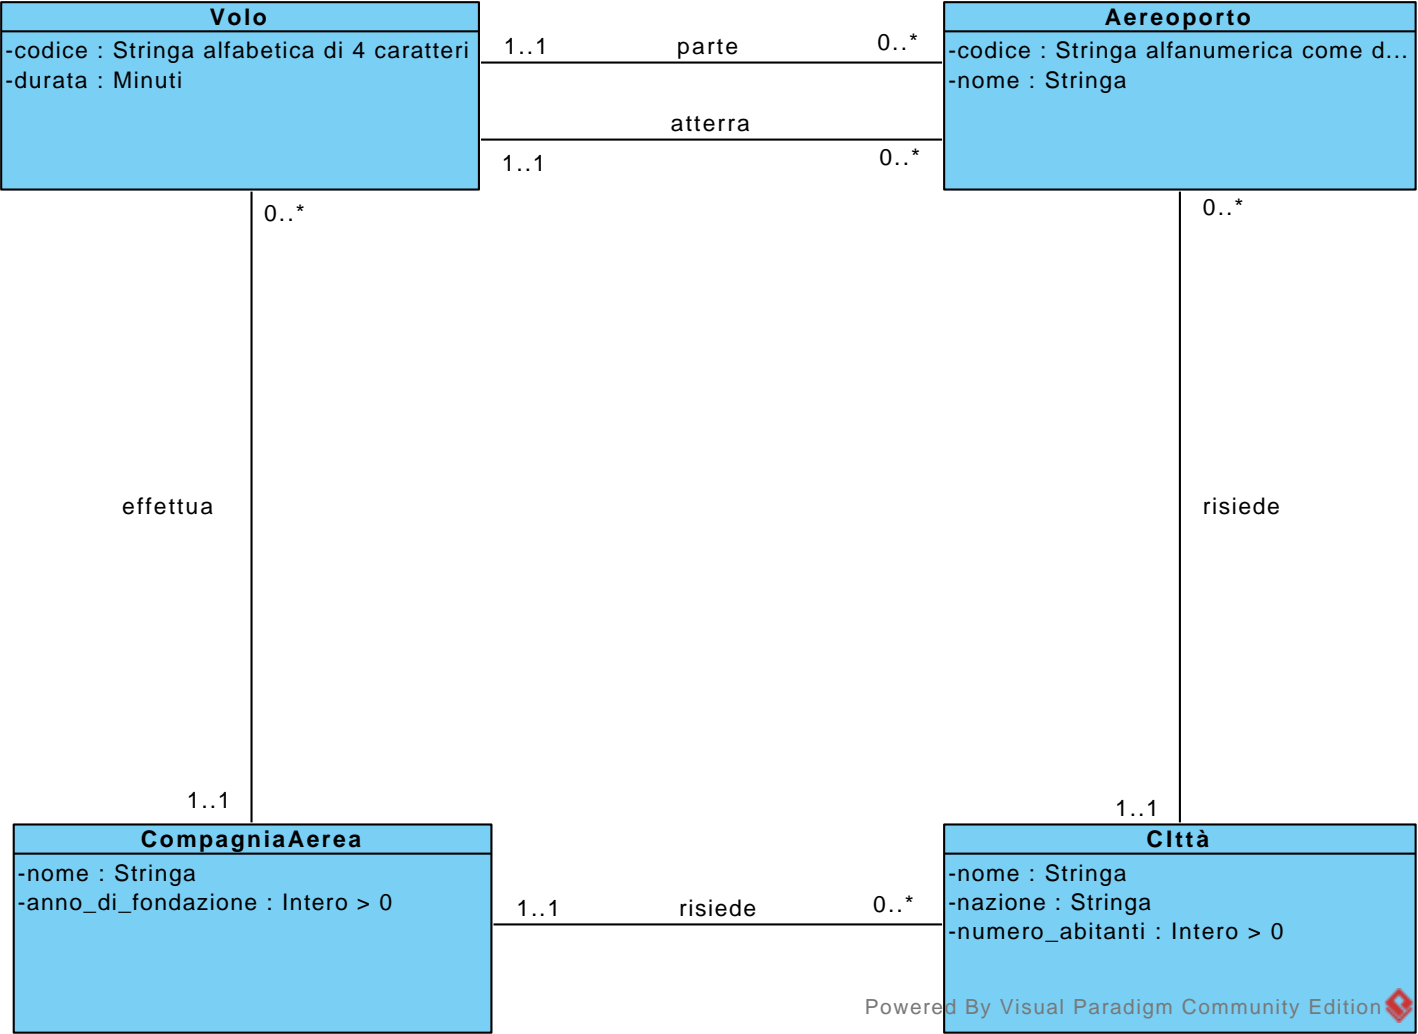 Volo
-codice : Stringa alfabetica di 4 caratteri
-durata : Minuti
1..1 parte 0..*
atterra
1..1 0..*
Aereoporto
-codice : Stringa alfanumerica come d...
-nome : Stringa
0..*
0..*
effettua
risiede
1..1
1..1
CompagniaAerea
-nome : Stringa
-anno_di_fondazione : Intero > 0
1..1 risiede 0..*
CIttà
-nome : Stringa
-nazione : Stringa
-numero_abitanti : Intero > 0
Powered By Visual Paradigm Community Edition